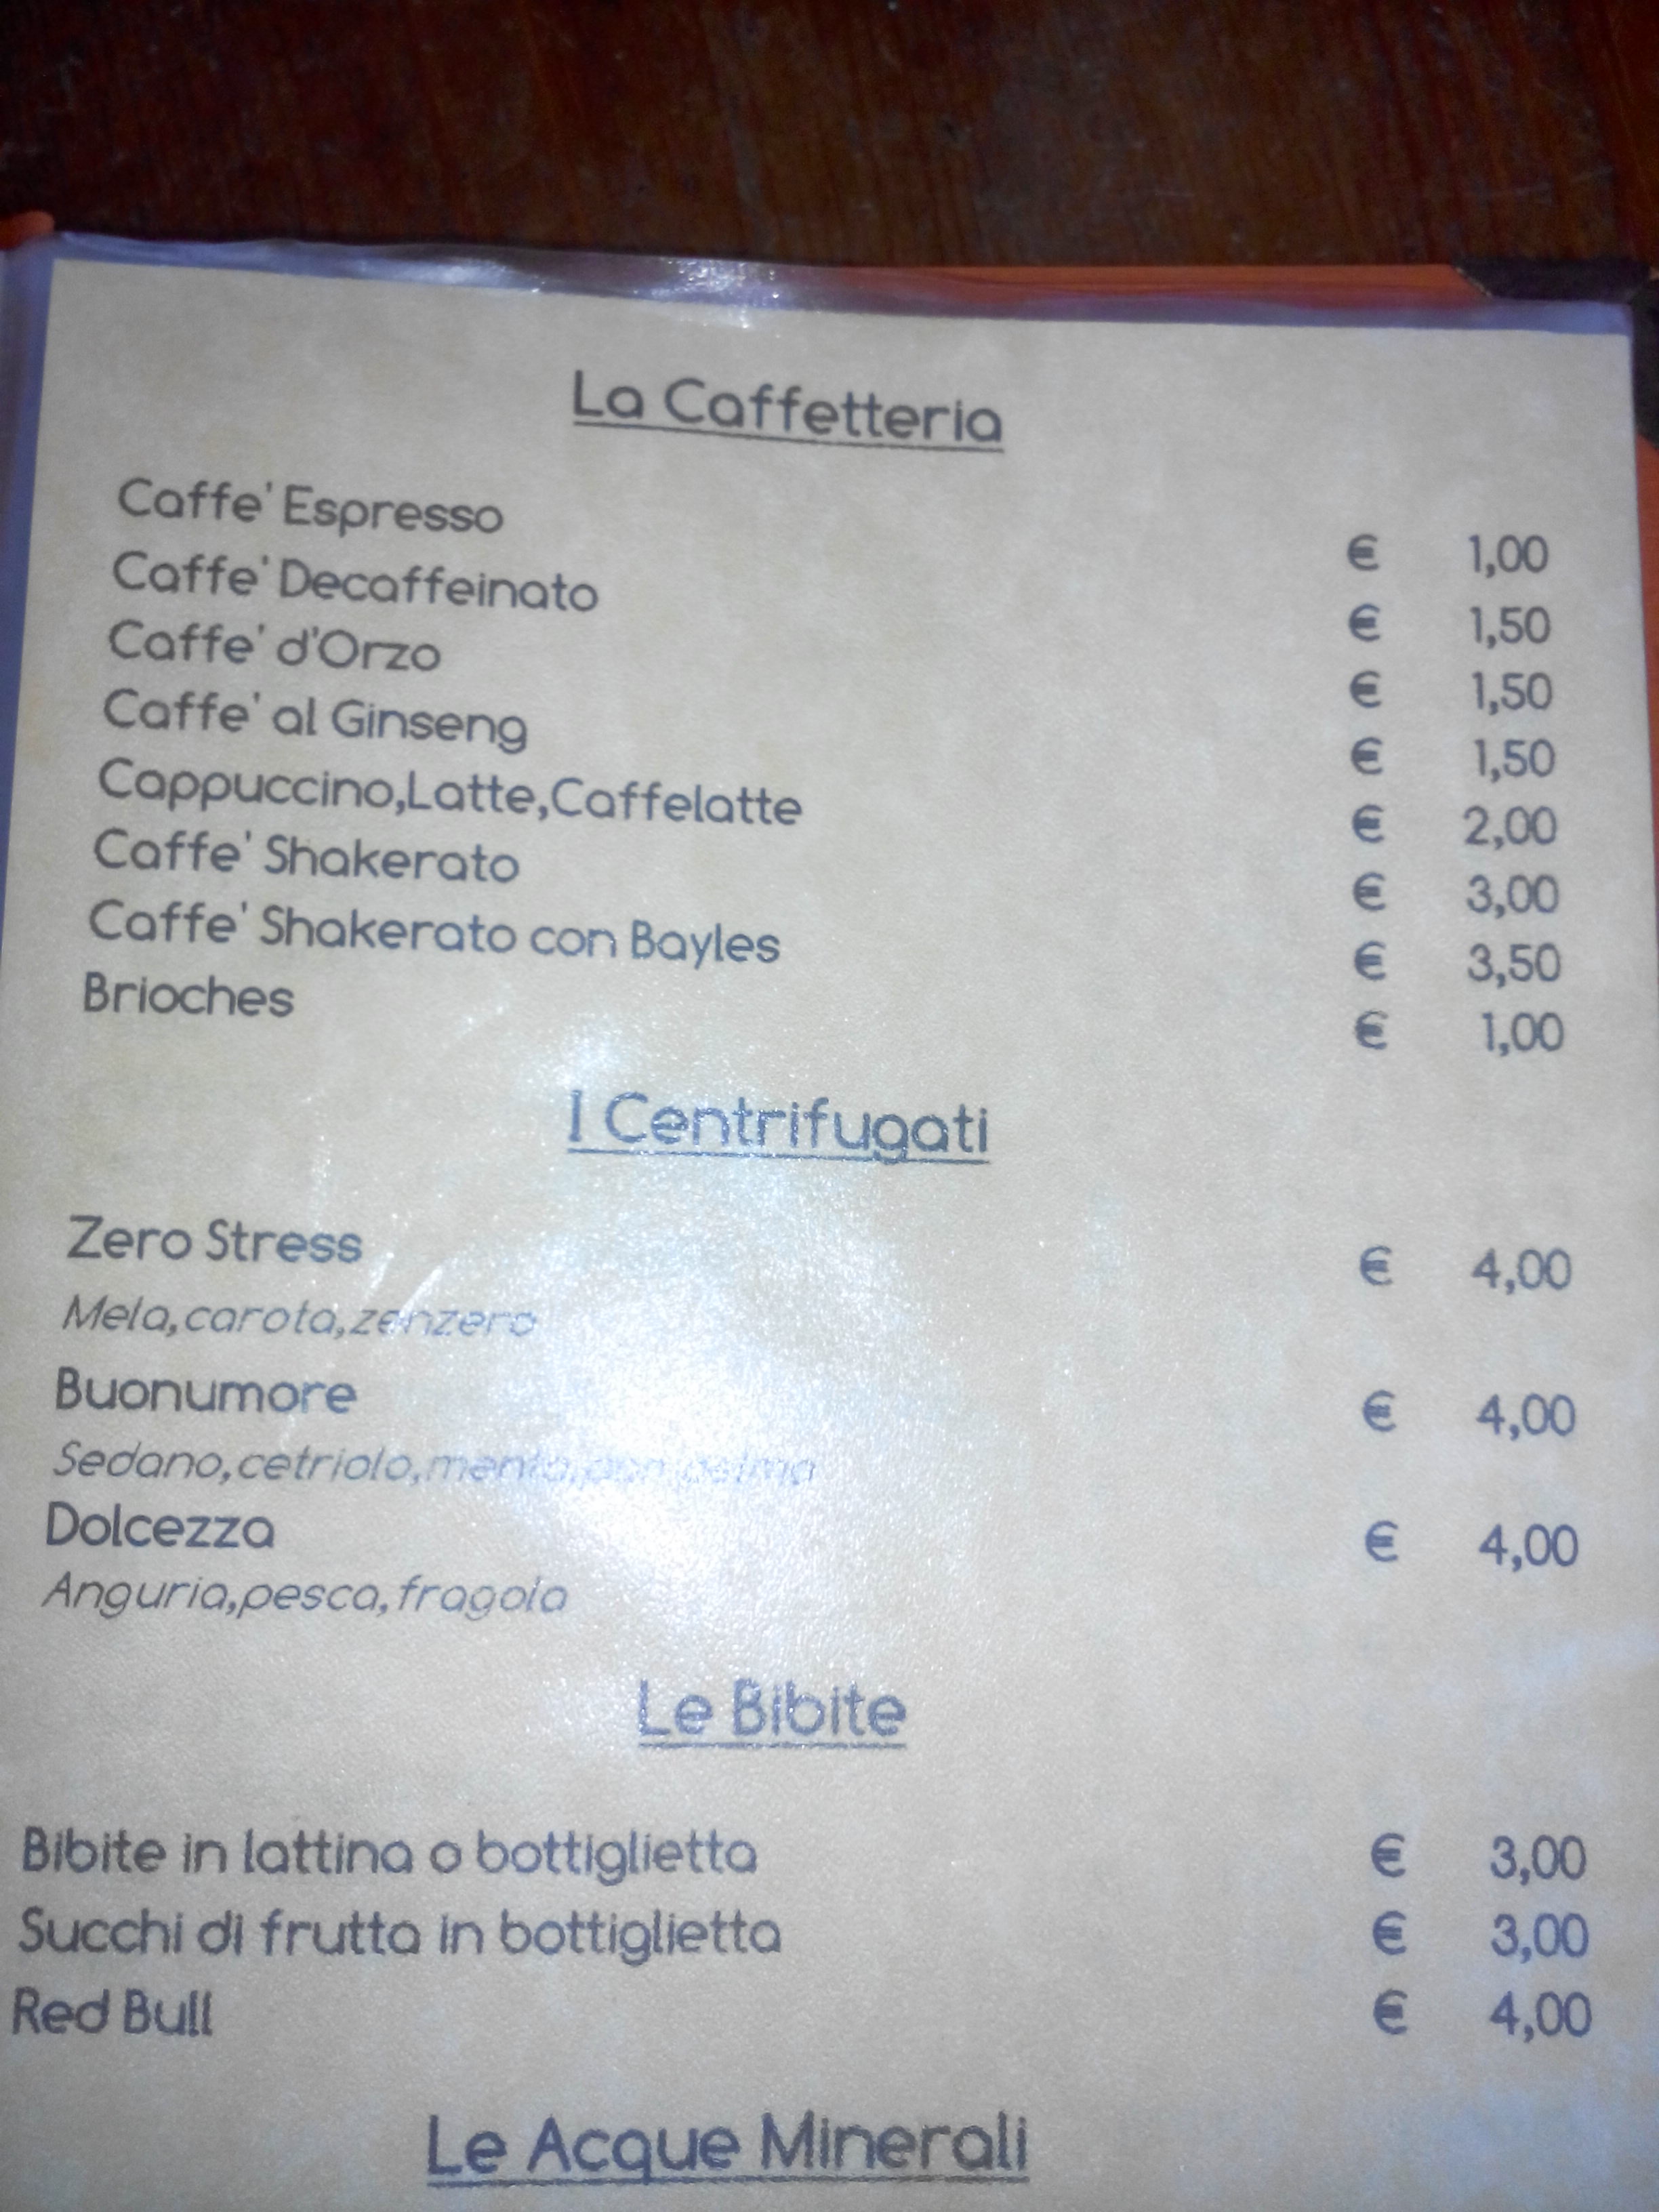 La Caffetteria
Caffe' Espresso € 1,00
Caffe' Decaffeinato € 1,50
Caffe' d'Orzo € 1,50
Caffe' al Ginseng € 1,50
Cappuccino,Latte,Caffelatte € 2,00
Caffe' Shakerato € 3,00
Caffe' Shakerato con Bayles € 3,50
Brioches € 1,00
I Centrifugati
Zero Stress € 4,00
Mela,carota,zenzero
Buonumore € 4,00
Sedano,cetriolo,menta,pompelmo
Dolcezza € 4,00
Anguria,pesca,fragola
Le Bibite
Bibite in lattina o bottiglietta € 3,00
Succhi di frutta in bottiglietta € 3,00
Red Bull € 4,00
Le Acque Minerali